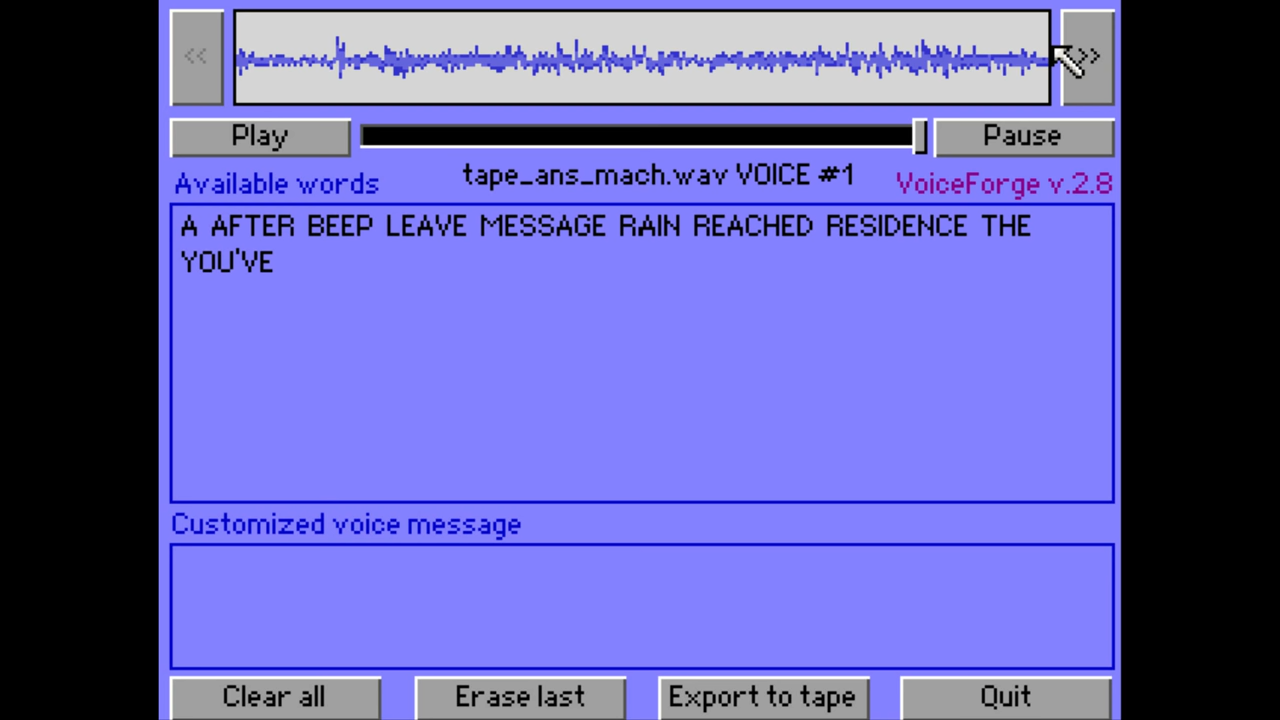 << >>
Play Pause
Available words tape_ans_mach.wav VOICE #1 VoiceForge v.2.8
A AFTER BEEP LEAVE MESSAGE RAIN REACHED RESIDENCE THE
YOU'VE
Customized voice message
Clear all Erase last Export to tape Quit